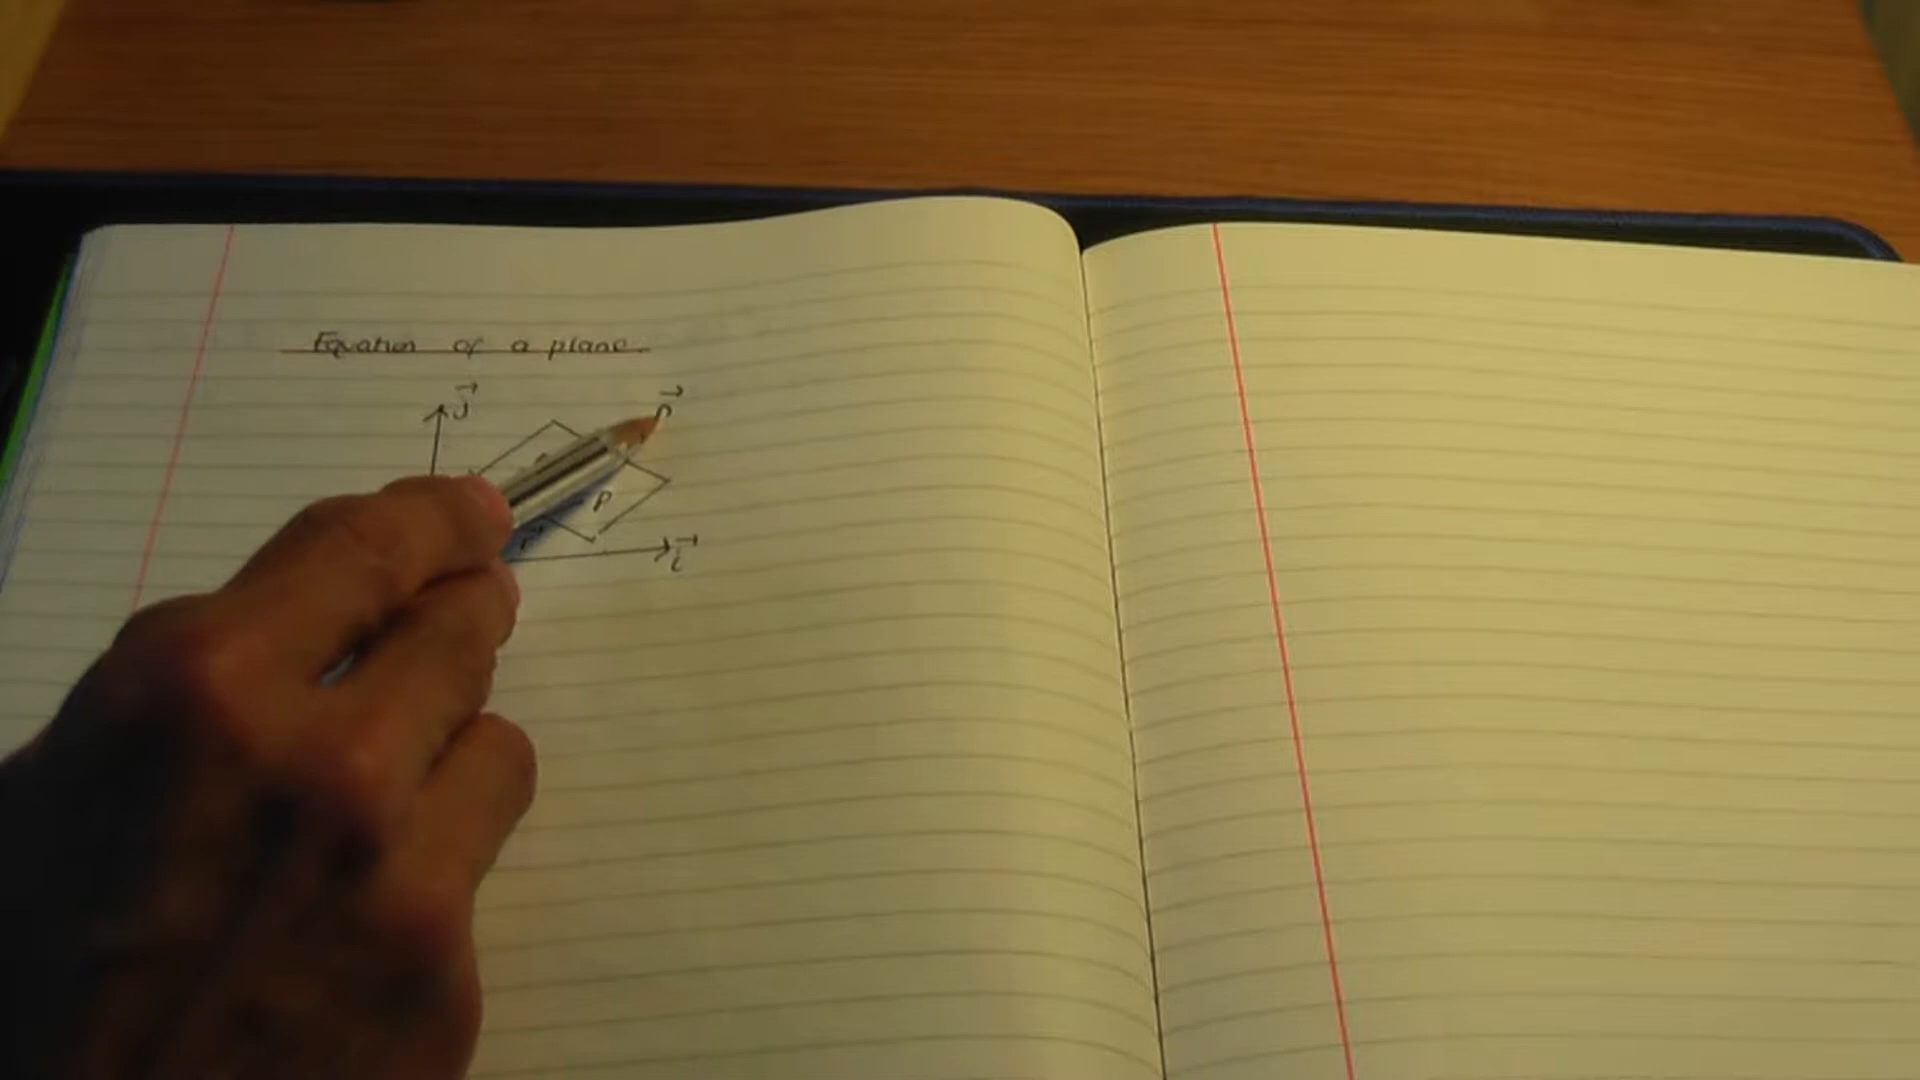 Equation of a plane.
j
n
P
r
i